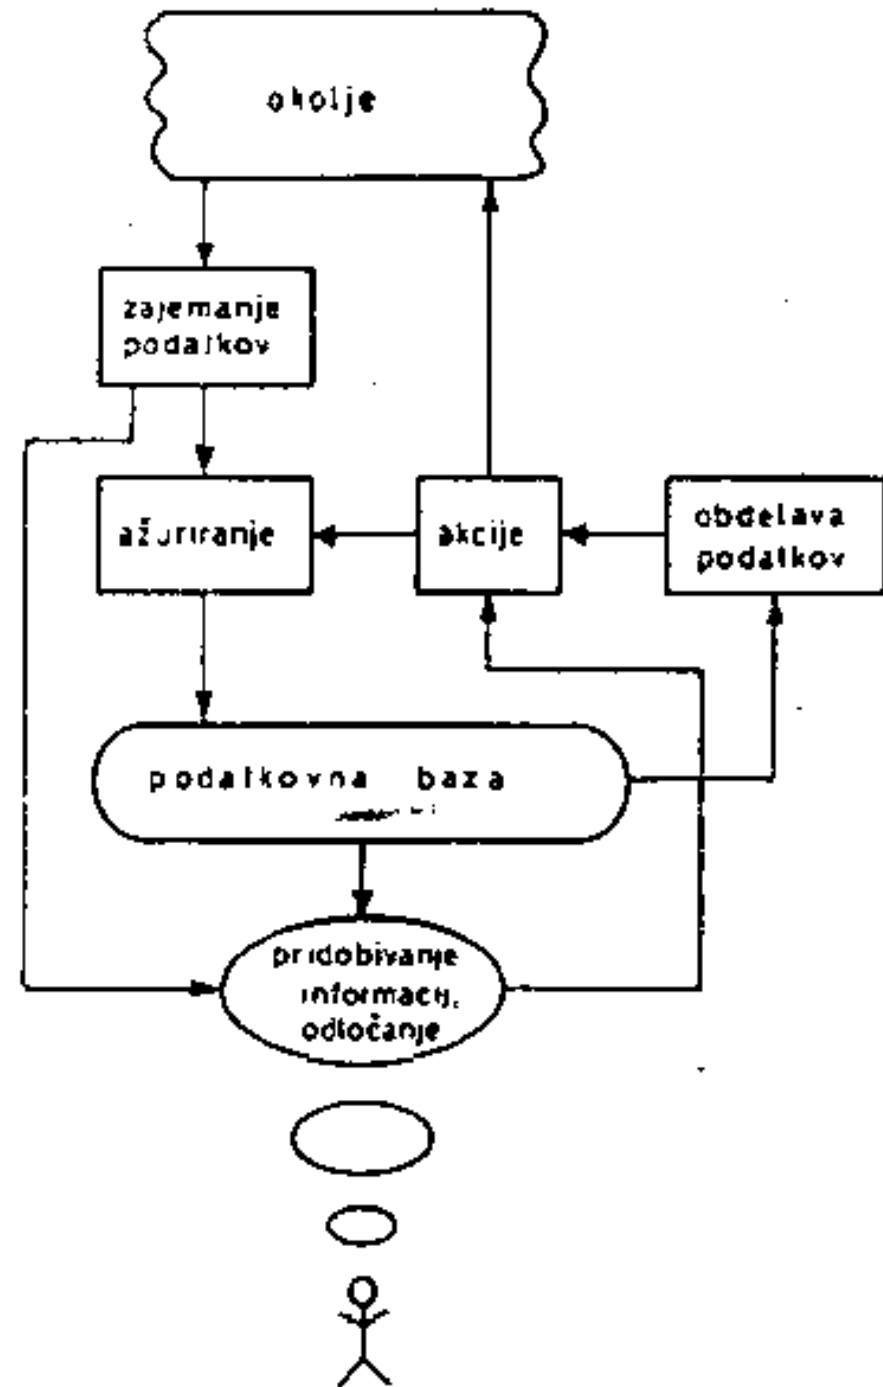 okolje
zajemanje
podatkov
ažuriranje
akcije
obdelava
podatkov
podatkovna baza
pridobivanje
informacij,
odločanje